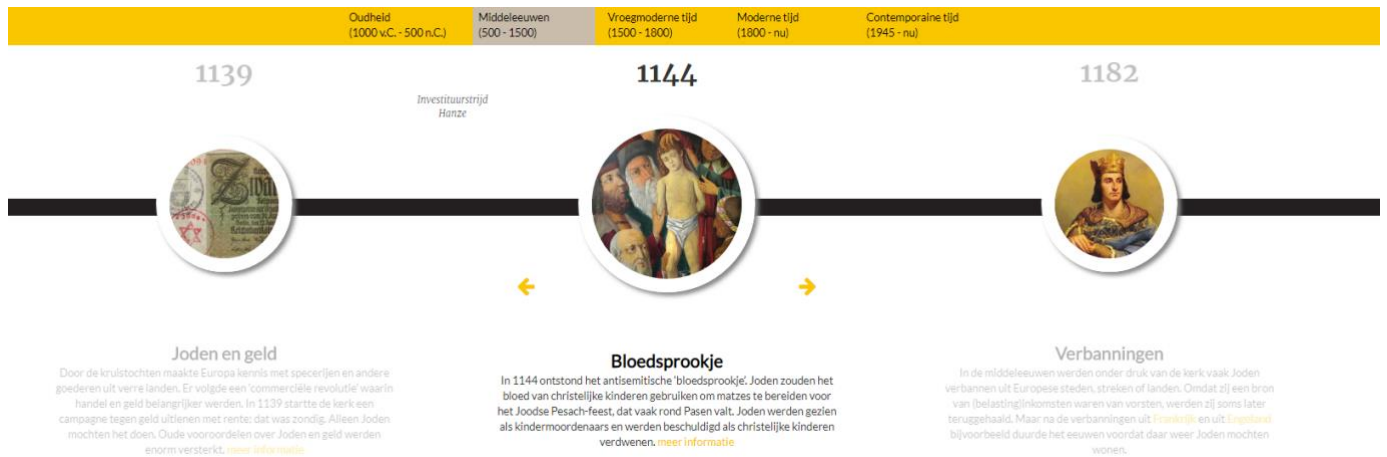 Oudheid
(1000 v.C. - 500 n.C.)
Middeleeuwen
(500 - 1500)
Vroegmoderne tijd
(1500 - 1800)
Moderne tijd
(1800 - nu)
Contemporaine tijd
(1945 - nu)
1139
Investituurstrijd
Hanze
1144
1182
Joden en geld
Door de kruistochten maakte Europa kennis met specerijen en andere
goederen uit verre landen. Er volgde een 'commerciële revolutie' waarin
handel en geld belangrijker werden. In 1139 startte de kerk een
campagne tegen geld uitlenen met rente: dat was zondig. Alleen Joden
mochten het doen. Oude vooroordelen over Joden en geld werden
enorm versterkt. meer informatie
Bloedsprookje
In 1144 ontstond het antisemitische 'bloedsprookje'. Joden zouden het
bloed van christelijke kinderen gebruiken om matzes te bereiden voor
het Joodse Pesach-feest, dat vaak rond Pasen valt. Joden werden gezien
als kindermoordenaars en werden beschuldigd als christelijke kinderen
verdwenen. meer informatie
Verbanningen
In de middeleeuwen werden onder druk van de kerk vaak Joden
verbannen uit Europese steden, streken of landen. Omdat zij een bron
van (belasting)inkomsten waren van vorsten, werden zij soms later
teruggehaald. Maar na de verbanningen uit Frankrijk en uit Engeland
bijvoorbeeld duurde het eeuwen voordat daar weer Joden mochten
wonen.